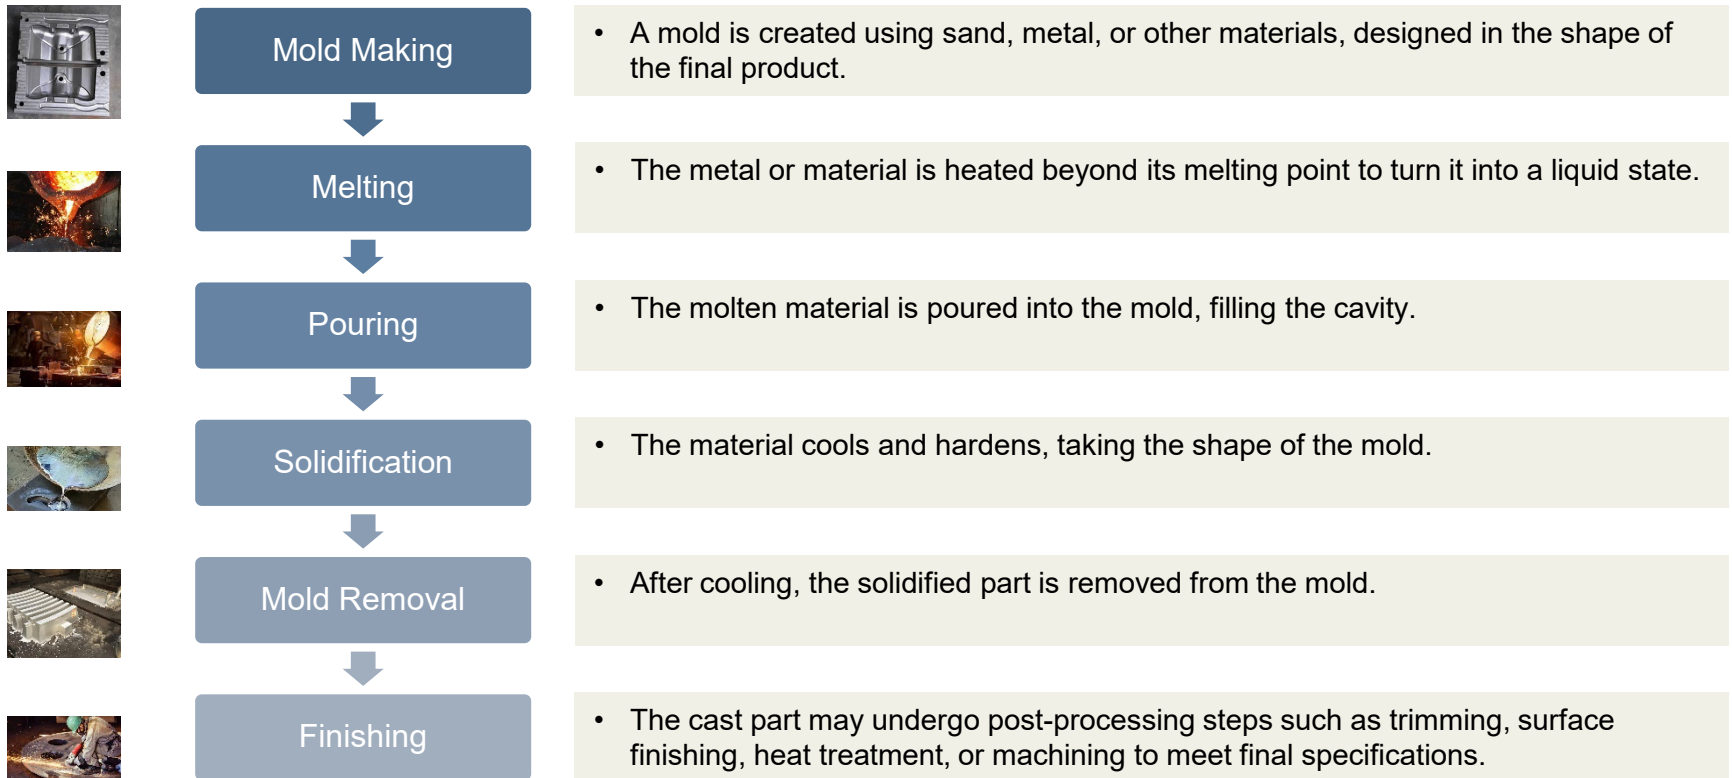 Mold Making
• A mold is created using sand, metal, or other materials, designed in the shape of
the final product.
Melting
• The metal or material is heated beyond its melting point to turn it into a liquid state.
Pouring
• The molten material is poured into the mold, filling the cavity.
Solidification
• The material cools and hardens, taking the shape of the mold.
Mold Removal
• After cooling, the solidified part is removed from the mold.
Finishing
• The cast part may undergo post-processing steps such as trimming, surface
finishing, heat treatment, or machining to meet final specifications.